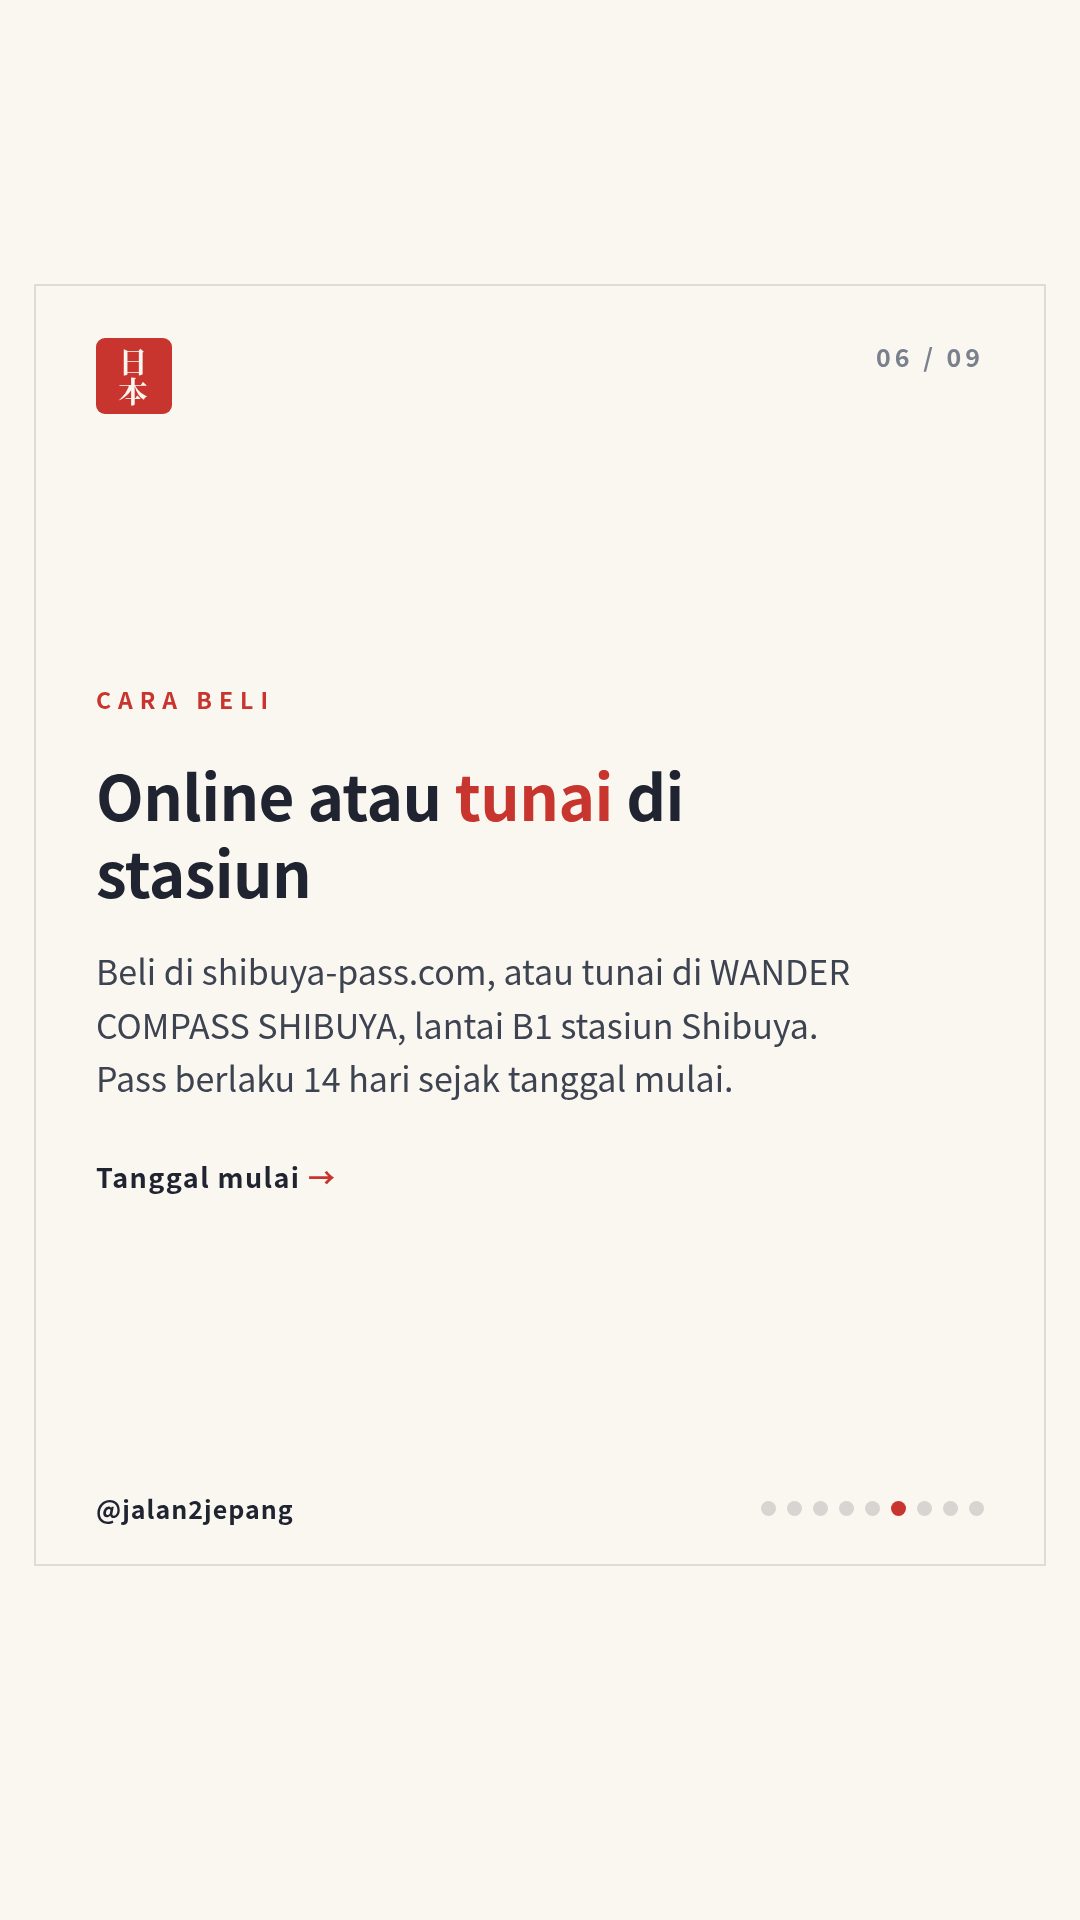 日
本
06 / 09
CARA BELI
Online atau tunai di
stasiun
Beli di shibuya-pass.com, atau tunai di WANDER
COMPASS SHIBUYA, lantai B1 stasiun Shibuya.
Pass berlaku 14 hari sejak tanggal mulai.
Tanggal mulai →
@jalan2jepang